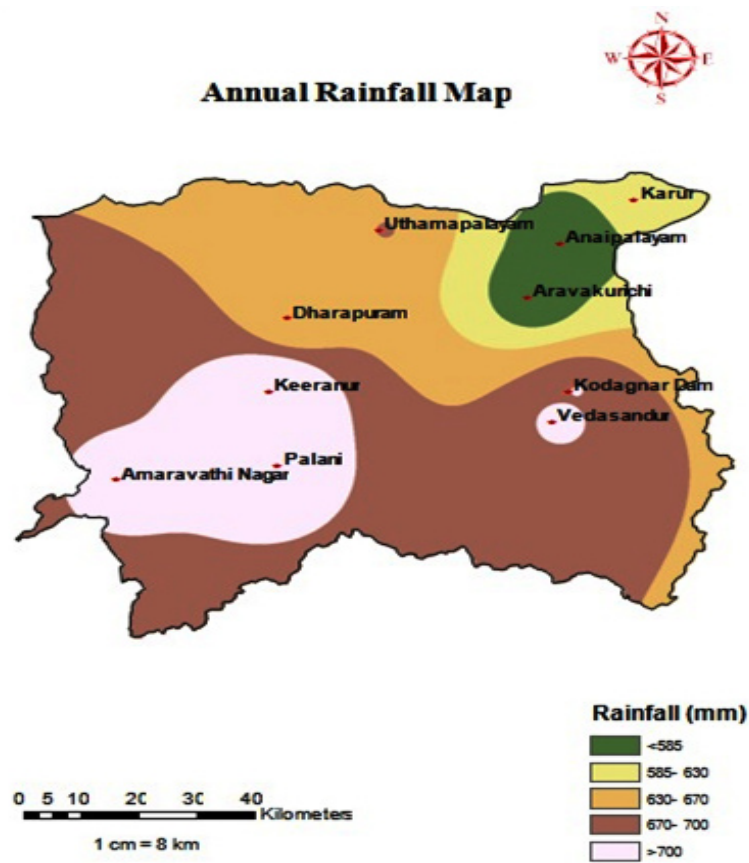 N
W E
S
Annual Rainfall Map
Karur
Uthamapalayam
Anaipalayam
Aravakurichi
Dharapuram
Keeranur
Kodagnar Dam
Vedasandur
Palani
Amaravathi Nagar
Rainfall (mm)
<585
585- 630
630- 670
670- 700
>700
0 5 10 20 30 40
Kilometers
1 cm = 8 km